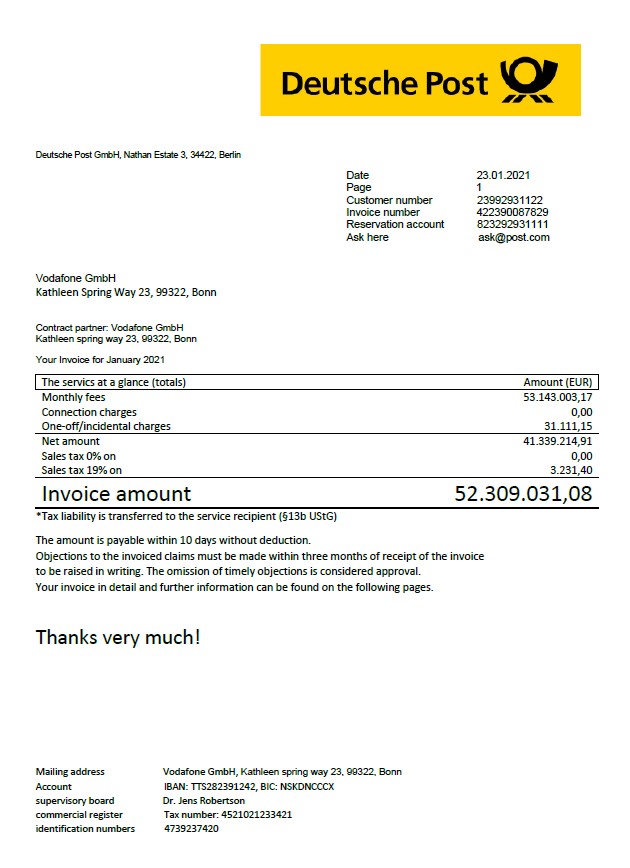 Deutsche Post
Deutsche Post GmbH, Nathan Estate 3, 34422, Berlin
Date 23.01.2021
Page 1
Customer number 23992931122
Invoice number 422390087829
Reservation account 823292931111
Ask here ask@post.com
Vodafone GmbH
Kathleen Spring Way 23, 99322, Bonn
Contract partner: Vodafone GmbH
Kathleen spring way 23, 99322, Bonn
Your Invoice for January 2021
The servics at a glance (totals) Amount (EUR)
Monthly fees 53.143.003,17
Connection charges 0,00
One-off/incidental charges 31.111,15
Net amount 41.339.214,91
Sales tax 0% on 0,00
Sales tax 19% on 3.231,40
Invoice amount 52.309.031,08
*Tax liability is transferred to the service recipient (§13b UStG)
The amount is payable within 10 days without deduction.
Objections to the invoiced claims must be made within three months of receipt of the invoice
to be raised in writing. The omission of timely objections is considered approval.
Your invoice in detail and further information can be found on the following pages.
Thanks very much!
Mailing address Vodafone GmbH, Kathleen spring way 23, 99322, Bonn
Account IBAN: TTS282391242, BIC: NSKDNCCCX
supervisory board Dr. Jens Robertson
commercial register Tax number: 4521021233421
identification numbers 4739237420